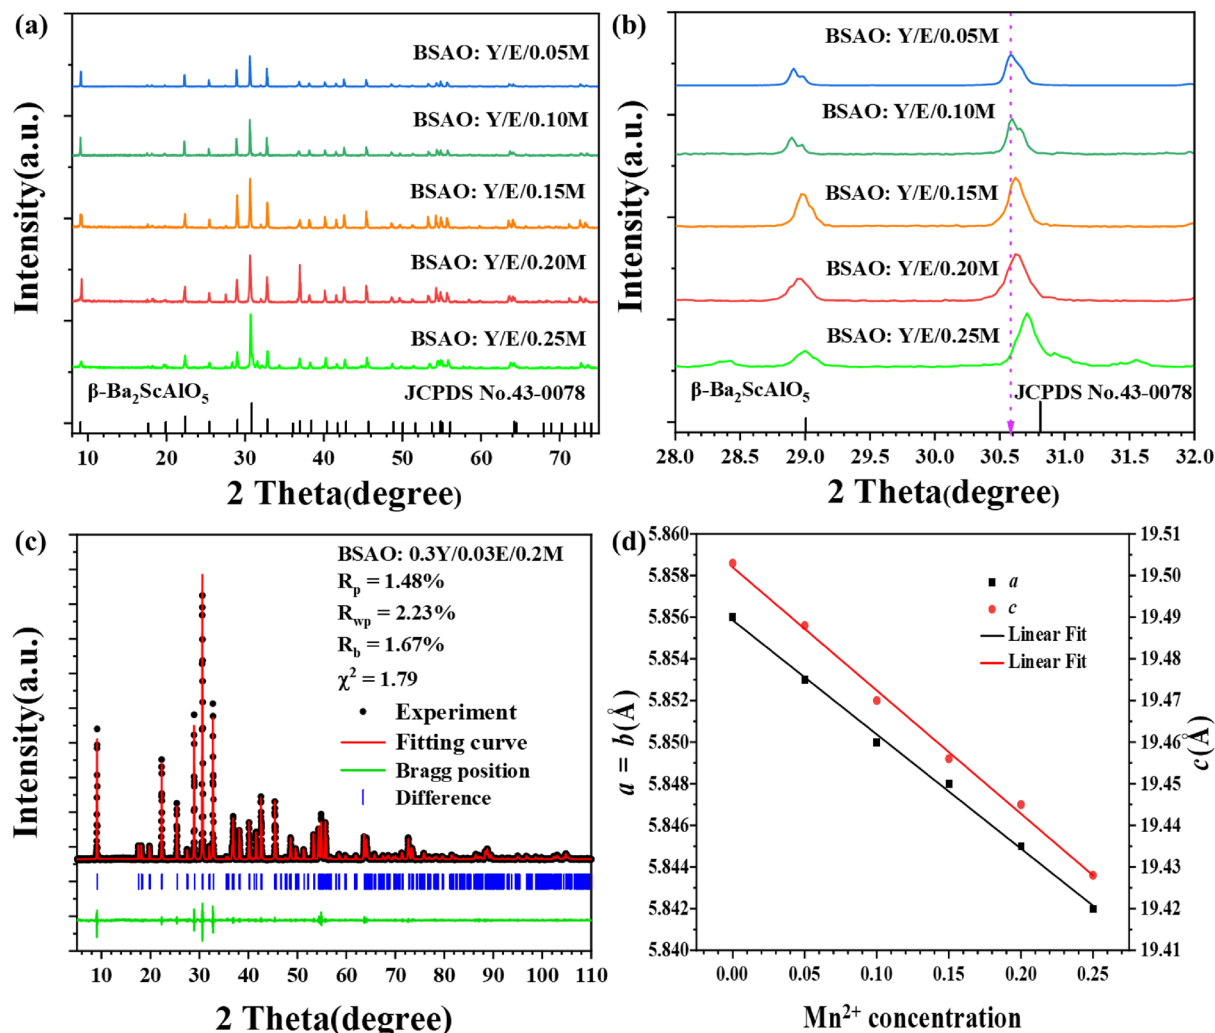 (a)
BSAO: Y/E/0.05M
BSAO: Y/E/0.10M
BSAO: Y/E/0.15M
BSAO: Y/E/0.20M
BSAO: Y/E/0.25M
β-Ba₂ScAlO₅
JCPDS No.43-0078
Intensity(a.u.)
10 20 30 40 50 60 70
2 Theta(degree)
(b)
BSAO: Y/E/0.05M
BSAO: Y/E/0.10M
BSAO: Y/E/0.15M
BSAO: Y/E/0.20M
BSAO: Y/E/0.25M
β-Ba₂ScAlO₅
JCPDS No.43-0078
Intensity(a.u.)
28.0 28.5 29.0 29.5 30.0 30.5 31.0 31.5 32.0
2 Theta(degree)
(c)
BSAO: 0.3Y/0.03E/0.2M
Rp = 1.48%
Rwp = 2.23%
Rb = 1.67%
χ² = 1.79
Experiment
Fitting curve
Bragg position
Difference
Intensity(a.u.)
10 20 30 40 50 60 70 80 90 100 110
2 Theta(degree)
(d)
5.860
5.858
5.856
5.854
5.852
5.850
5.848
5.846
5.844
5.842
5.840
a = b(Å)
a
c
Linear Fit
Linear Fit
19.51
19.50
19.49
19.48
19.47
19.46
19.45
19.44
19.43
19.42
19.41
c(Å)
0.00 0.05 0.10 0.15 0.20 0.25
Mn²⁺ concentration